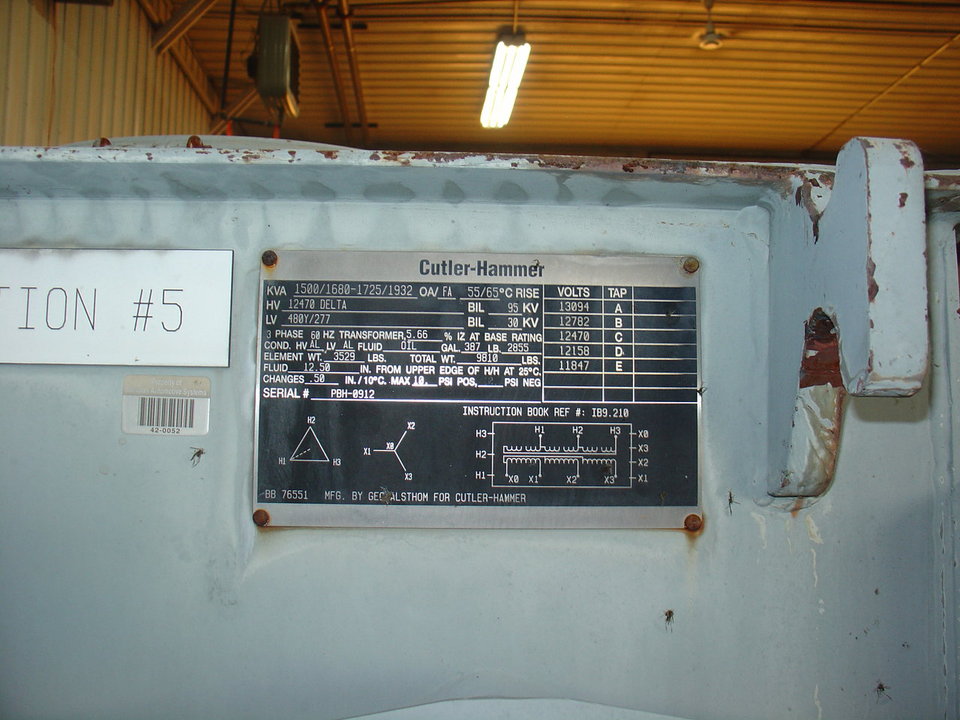 TION #5
Property of
Automotive Systems
42-0052
Cutler-Hammer
KVA 1500/1680-1725/1932 OA/ FA 55/65°C RISE
HV 12470 DELTA BIL 95 KV
LV 480Y/277 BIL 30 KV
3 PHASE 60 HZ TRANSFORMER 5.66 % IZ AT BASE RATING
COND. HV AL LV AL FLUID OIL GAL. 387 LB. 2855
ELEMENT WT. 3529 LBS. TOTAL WT. 9810 LBS.
FLUID 12.50 IN. FROM UPPER EDGE OF H/H AT 25°C.
CHANGES .50 IN./10°C. MAX 10 PSI POS, PSI NEG
SERIAL # PBH-0912
VOLTS TAP
13094 A
12782 B
12470 C
12158 D
11847 E
INSTRUCTION BOOK REF #: IB9.210
H2
H1 H3
X2
X1 X0
X3
H1 H2 H3
H3 X0
X3
H2 X2
H1 X1
X0 X1 X2 X3
BB 76551 MFG. BY GEC ALSTHOM FOR CUTLER-HAMMER